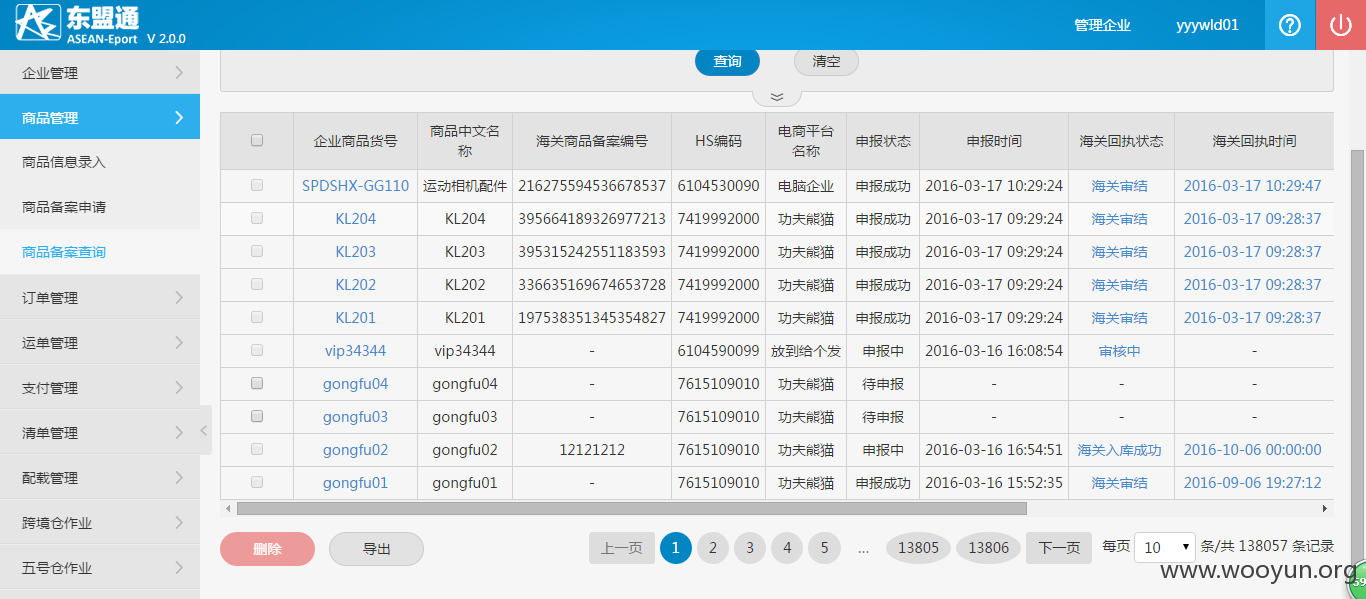 东盟通
ASEAN-Eport V 2.0.0
管理企业 yyywld01
企业管理
商品管理
商品信息录入
商品备案申请
商品备案查询
订单管理
运单管理
支付管理
清单管理
配载管理
跨境仓作业
五号仓作业
查询 清空
企业商品货号 商品中文名称 海关商品备案编号 HS编码 电商平台名称 申报状态 申报时间 海关回执状态 海关回执时间
SPDSHX-GG110 运动相机配件 216275594536678537 6104530090 电脑企业 申报成功 2016-03-17 10:29:24 海关审结 2016-03-17 10:29:47
KL204 KL204 395664189326977213 7419992000 功夫熊猫 申报成功 2016-03-17 09:29:24 海关审结 2016-03-17 09:28:37
KL203 KL203 395315242551183593 7419992000 功夫熊猫 申报成功 2016-03-17 09:29:24 海关审结 2016-03-17 09:28:37
KL202 KL202 336635169674653728 7419992000 功夫熊猫 申报成功 2016-03-17 09:29:24 海关审结 2016-03-17 09:28:37
KL201 KL201 197538351345354827 7419992000 功夫熊猫 申报成功 2016-03-17 09:29:24 海关审结 2016-03-17 09:28:37
vip34344 vip34344 - 6104590099 放到给个发 申报中 2016-03-16 16:08:54 审核中 -
gongfu04 gongfu04 - 7615109010 功夫熊猫 待申报 - - -
gongfu03 gongfu03 - 7615109010 功夫熊猫 待申报 - - -
gongfu02 gongfu02 12121212 7615109010 功夫熊猫 申报中 2016-03-16 16:54:51 海关入库成功 2016-10-06 00:00:00
gongfu01 gongfu01 - 7615109010 功夫熊猫 申报成功 2016-03-16 15:52:35 海关审结 2016-09-06 19:27:12
删除 导出 上一页 1 2 3 4 5 ... 13805 13806 下一页 每页 10 条/共 138057 条记录
www.wooyun.org
59